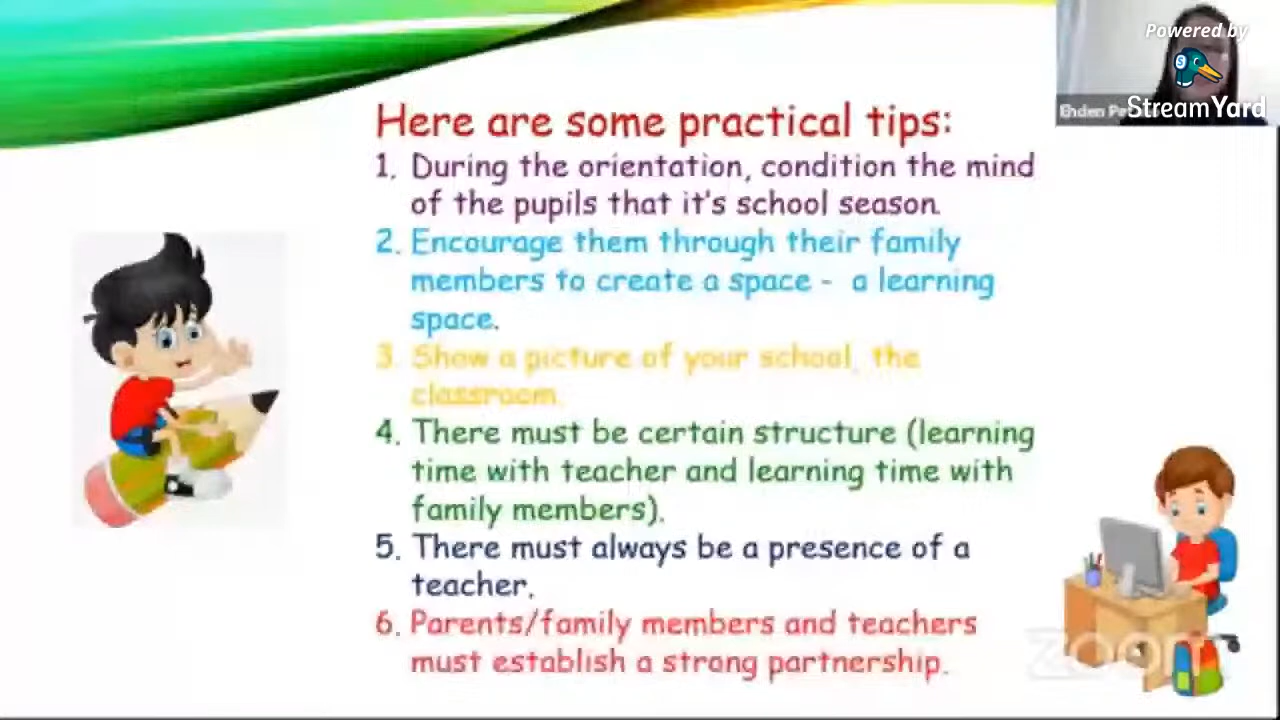 Powered by
StreamYard
Ehden
Here are some practical tips:
1. During the orientation, condition the mind
of the pupils that it's school season.
2. Encourage them through their family
members to create a space - a learning
space.
3. Show a picture of your school, the
classroom.
4. There must be certain structure (learning
time with teacher and learning time with
family members).
5. There must always be a presence of a
teacher.
6. Parents/family members and teachers
must establish a strong partnership.
zoom